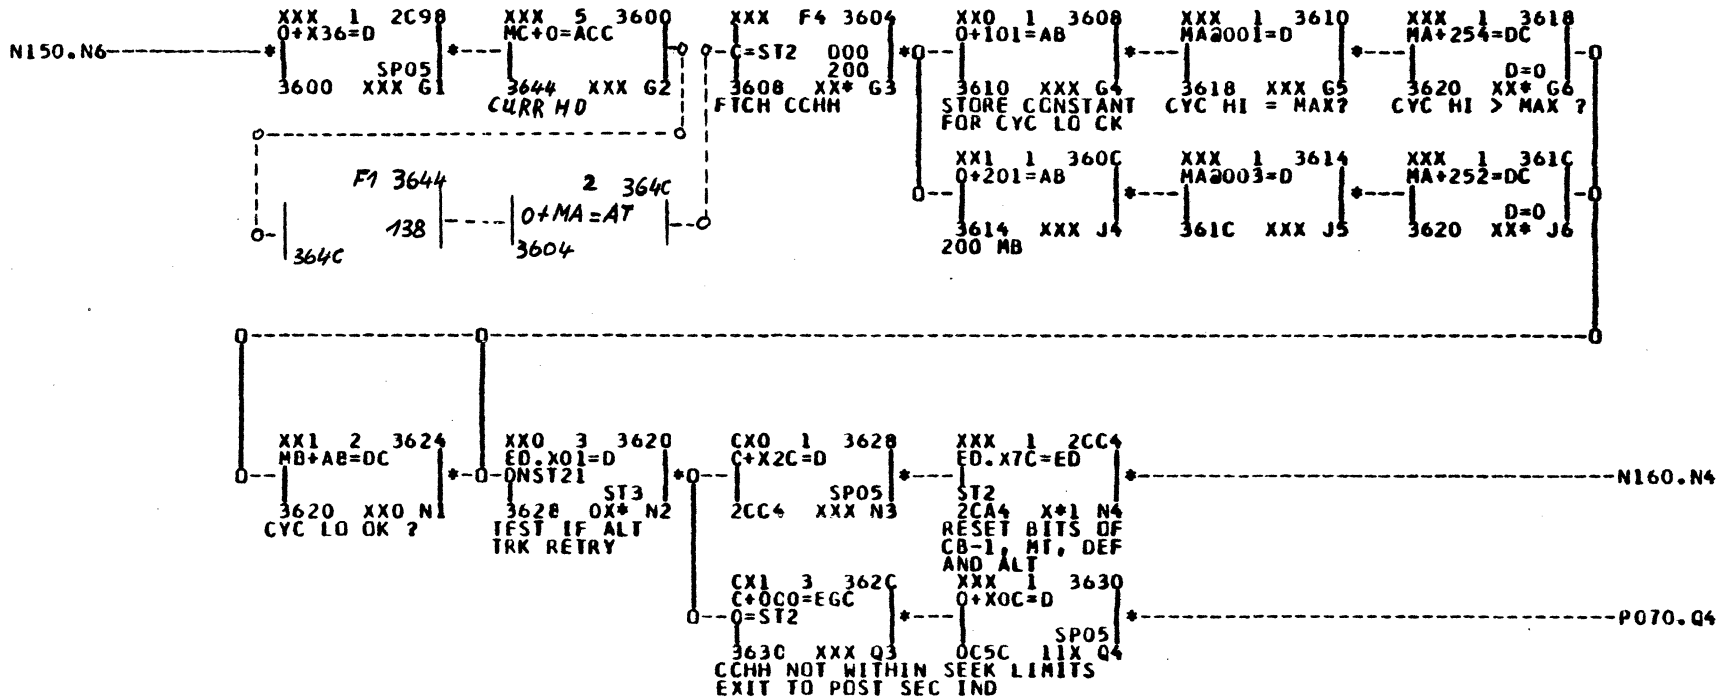 XXX 1 2C98 XXX 5 3600 XXX F4 3604 XX0 1 3608 XXX 1 3610 XXX 1 3618
0+X36=D MC+0=ACC C=ST2 000 0+101=AB MA@001=D MA+254=DC
N150.N6
200
SP05 D=0
3600 XXX G1 3644 XXX G2 3608 XX* G3 3610 XXX G4 3618 XXX G5 3620 XX* G6
CURR HD FTCH CCHH STORE CONSTANT CYC HI = MAX? CYC HI > MAX ?
FOR CYC LO CK
XX1 1 360C XXX 1 3614 XXX 1 361C
F1 3644 2 364C 0+201=AB MA@003=D MA+252=DC
138 0+MA=AT D=0
364C 3604 3614 XXX J4 361C XXX J5 3620 XX* J6
200 MB
XX1 2 3624 XX0 3 3620 CX0 1 3628 XXX 1 2CC4
MB+AB=DC ED.X01=D C+X2C=D ED.X7C=ED
DNST21 N160.N4
ST3 SP05 ST2
3620 XX0 N1 3628 0X* N2 2CC4 XXX N3 2CA4 X*1 N4
CYC LO OK ? TEST IF ALT RESET BITS OF
TRK RETRY CB-1, MT, DEF
AND ALT
CX1 3 362C XXX 1 3630
C+0C0=EGC 0+X0C=D
0=ST2 P070.Q4
SP05
3630 XXX Q3 0C5C 11X Q4
CCHH NOT WITHIN SEEK LIMITS
EXIT TO POST SEC IND